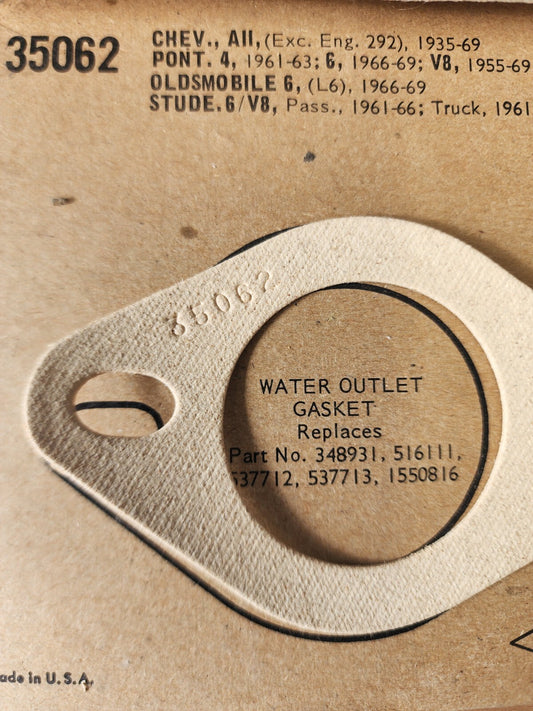 35062
CHEV., All, (Exc. Eng. 292), 1935-69
PONT. 4, 1961-63; 6, 1966-69; V8, 1955-69
OLDSMOBILE 6, (L6), 1966-69
STUDE. 6/V8, Pass., 1961-66; Truck, 1961
35062
WATER OUTLET
GASKET
Replaces
Part No. 348931, 516111,
537712, 537713, 1550816
ade in U.S.A.